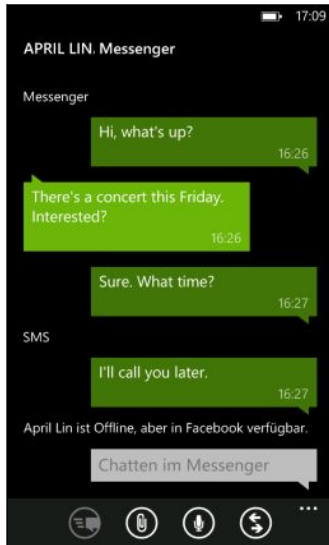 17:09
APRIL LIN. Messenger
Messenger
Hi, what's up?
16:26
There's a concert this Friday.
Interested?
16:26
Sure. What time?
16:27
SMS
I'll call you later.
16:27
April Lin ist Offline, aber in Facebook verfügbar.
Chatten im Messenger